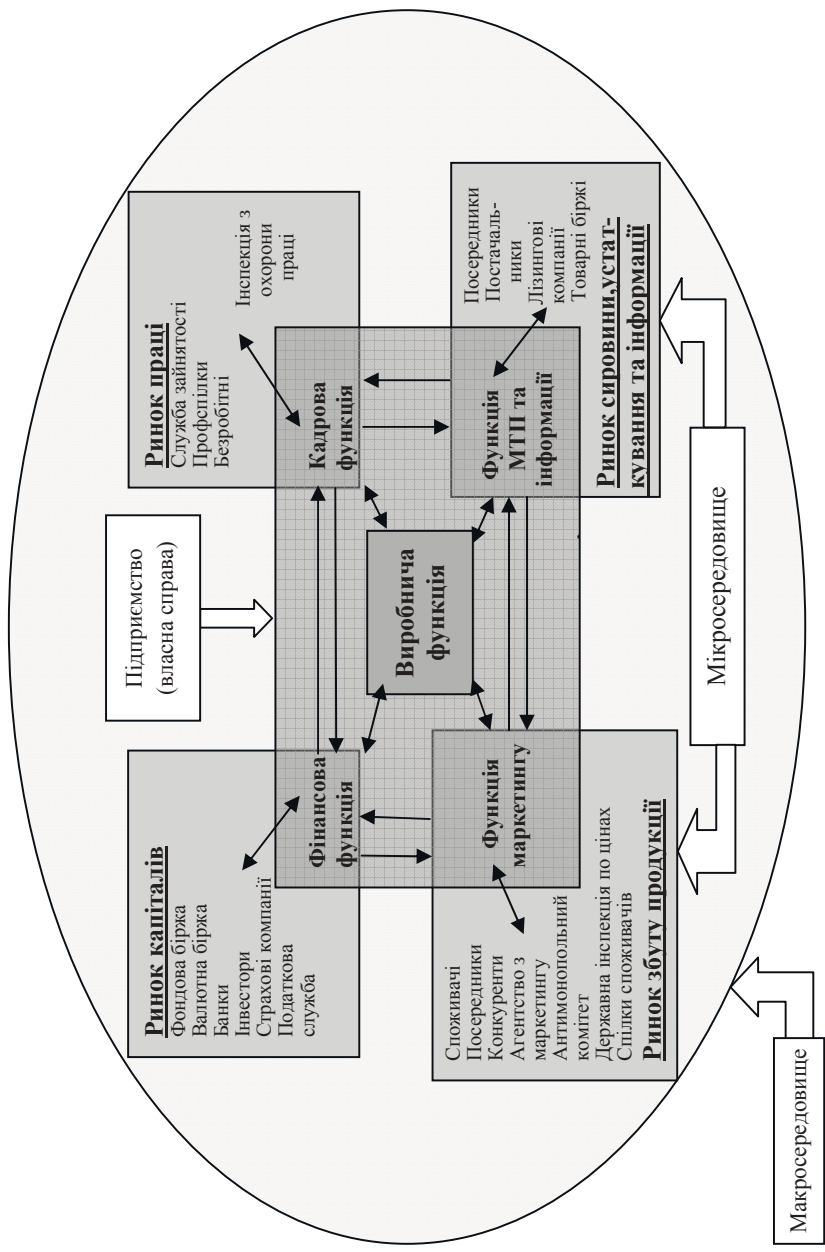 Підприємство
(власна справа)
Ринок капіталів
Фондова біржа
Валютна біржа
Банки
Інвестори
Страхові компанії
Податкова
служба
Фінансова
функція
Ринок праці
Служба зайнятості
Профспілки
Безробітні
Інспекція з
охорони
праці
Кадрова
функція
Виробнича
функція
Споживачі
Посередники
Конкуренти
Агентство з
маркетингу
Антимонопольний
комітет
Державна інспекція по цінах
Спілки споживачів
Ринок збуту продукції
Функція
маркетингу
Функція
МТП та
інформації
Посередники
Постачаль-
ники
Лізингові
компанії
Товарні біржі
Ринок сировини,устат-
кування та інформації
Мікросередовище
Макросередовище